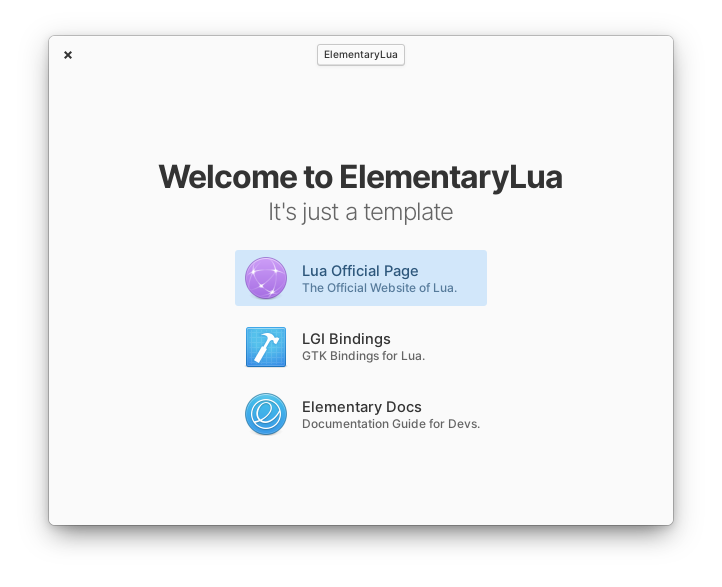 ElementaryLua
Welcome to ElementaryLua
It's just a template
Lua Official Page
The Official Website of Lua.
LGI Bindings
GTK Bindings for Lua.
Elementary Docs
Documentation Guide for Devs.